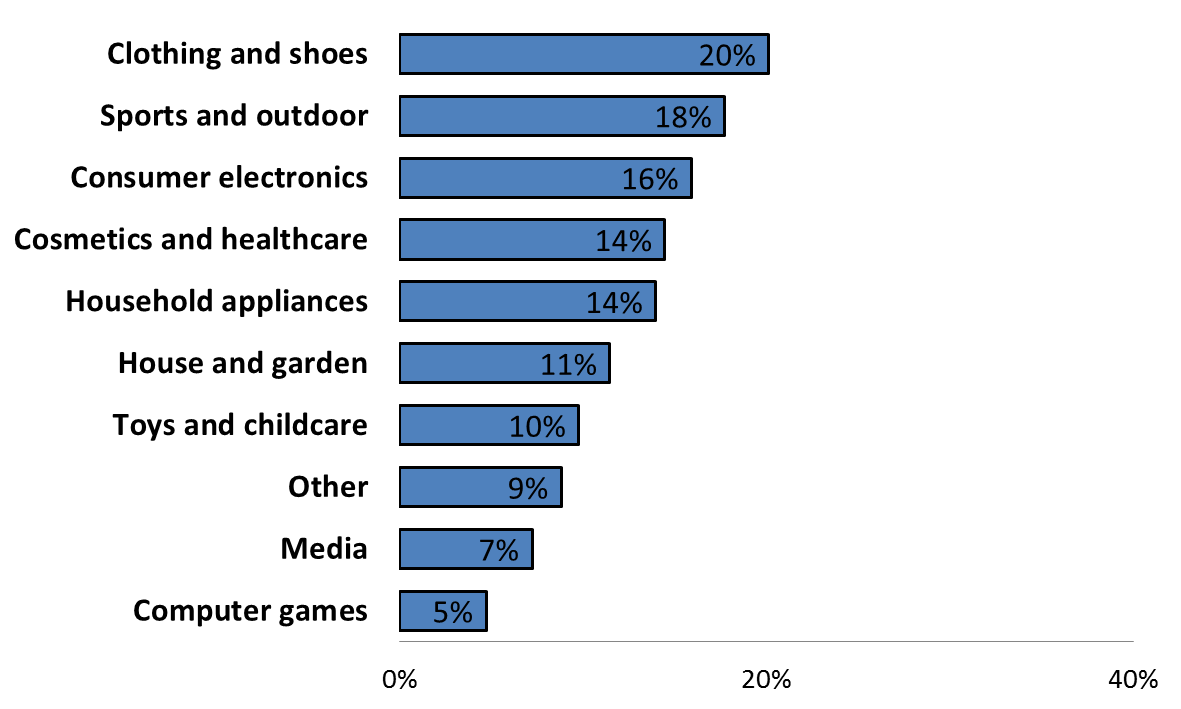 Clothing and shoes 20%
Sports and outdoor 18%
Consumer electronics 16%
Cosmetics and healthcare 14%
Household appliances 14%
House and garden 11%
Toys and childcare 10%
Other 9%
Media 7%
Computer games 5%
0% 20% 40%